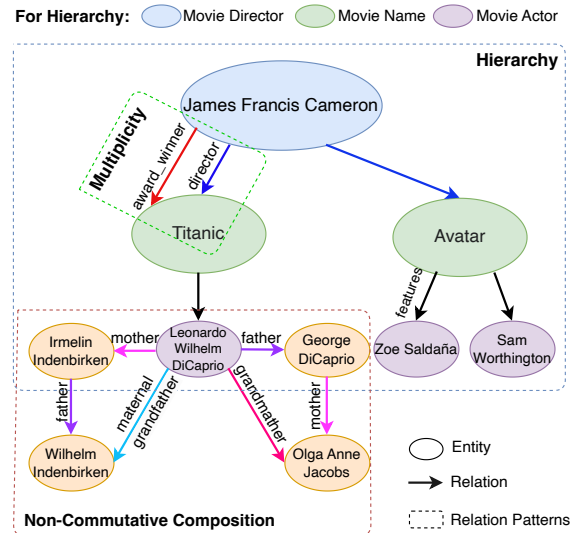 For Hierarchy: Movie Director Movie Name Movie Actor
Hierarchy
James Francis Cameron
Multiplicity
award_winner
director
Titanic
Avatar
features
Leonardo
Wilhelm
DiCaprio
Irmelin
Indenbirken
mother
father
George
DiCaprio
Zoe Saldaña
Sam
Worthington
father
maternal
grandfather
grandmather
mother
Wilhelm
Indenbirken
Olga Anne
Jacobs
Non-Commutative Composition
Entity
Relation
Relation Patterns